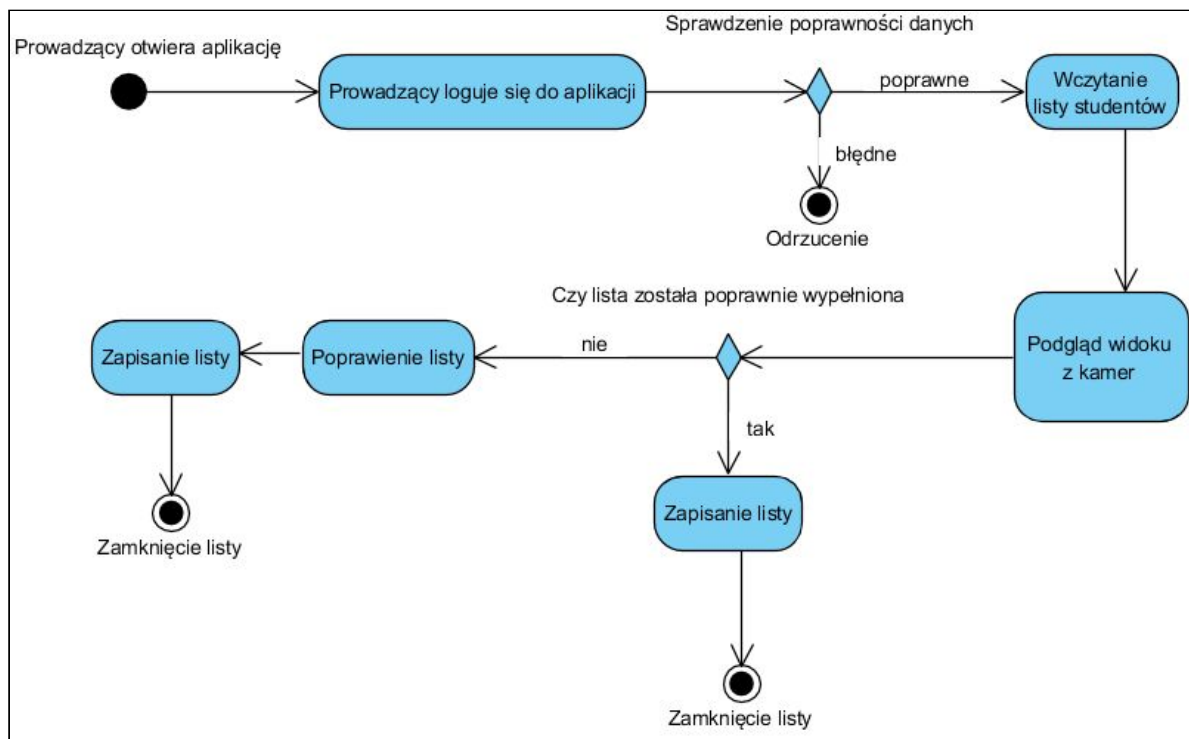 Sprawdzenie poprawności danych
Prowadzący otwiera aplikację
Prowadzący loguje się do aplikacji
poprawne
Wczytanie
listy studentów
błędne
Odrzucenie
Czy lista została poprawnie wypełniona
Zapisanie listy
Poprawienie listy
nie
Podgląd widoku
z kamer
tak
Zapisanie listy
Zamknięcie listy
Zamknięcie listy